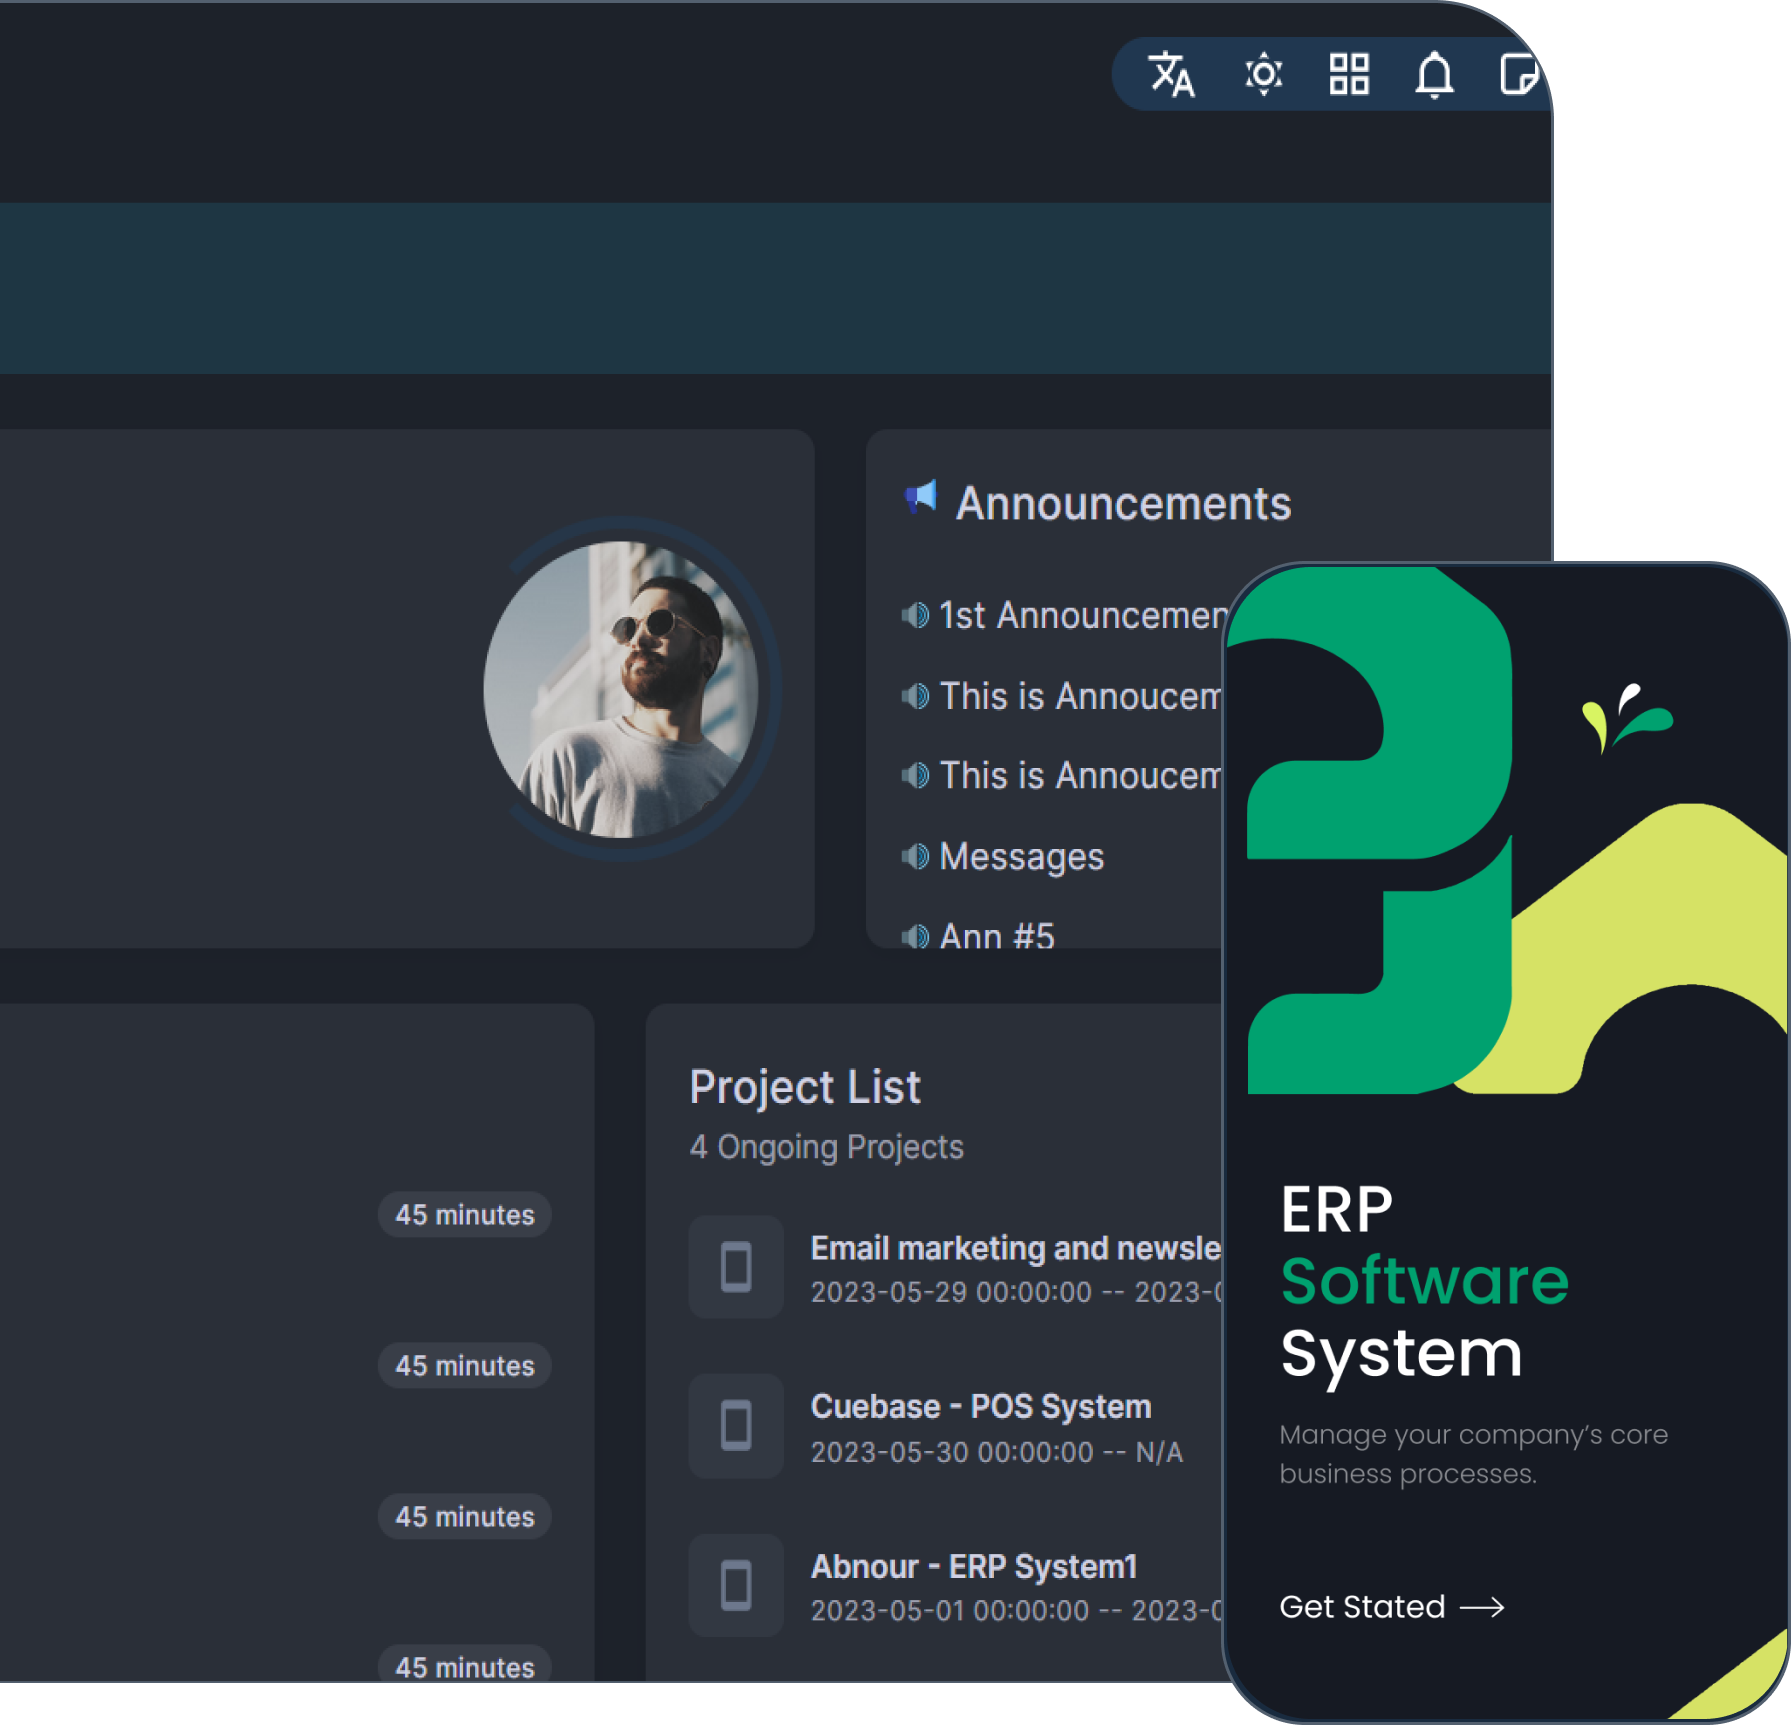 Announcements
1st Announcemen
This is Annoucem
This is Annoucem
Messages
Ann #5
45 minutes
45 minutes
45 minutes
45 minutes
Project List
4 Ongoing Projects
Email marketing and newsle
2023-05-29 00:00:00 -- 2023-0
Cuebase - POS System
2023-05-30 00:00:00 -- N/A
Abnour - ERP System1
2023-05-01 00:00:00 -- 2023-0
ERP
Software
System
Manage your company's core
business processes.
Get Stated